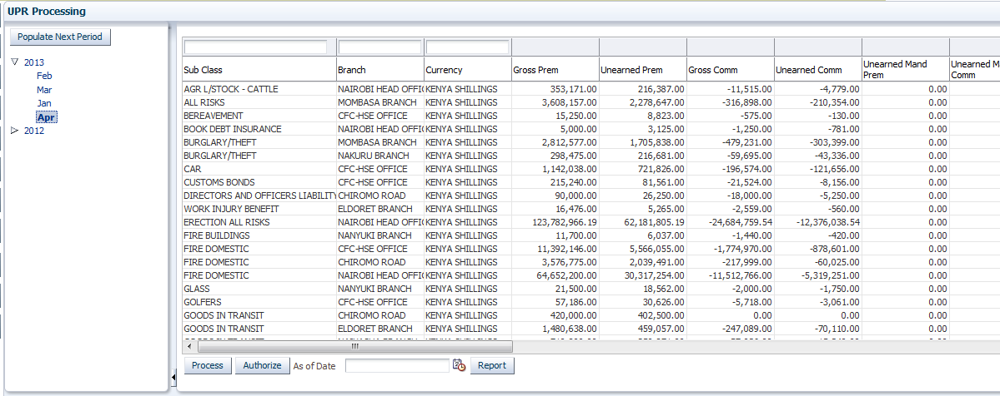 UPR Processing
Populate Next Period
2013
Feb
Mar
Jan
Apr
2012
Sub Class Branch Currency Gross Prem Unearned Prem Gross Comm Unearned Comm Unearned Mand Prem Unearned M Comm
AGR L/STOCK - CATTLE NAIROBI HEAD OFFI KENYA SHILLINGS 353,171.00 216,387.00 -11,515.00 -4,779.00 0.00
ALL RISKS MOMBASA BRANCH KENYA SHILLINGS 3,608,157.00 2,278,647.00 -316,898.00 -210,354.00 0.00
BEREAVEMENT CFC-HSE OFFICE KENYA SHILLINGS 15,250.00 8,823.00 -575.00 -130.00 0.00
BOOK DEBT INSURANCE NAIROBI HEAD OFFI KENYA SHILLINGS 5,000.00 3,125.00 -1,250.00 -781.00 0.00
BURGLARY/THEFT MOMBASA BRANCH KENYA SHILLINGS 2,812,577.00 1,705,838.00 -479,231.00 -303,399.00 0.00
BURGLARY/THEFT NAKURU BRANCH KENYA SHILLINGS 298,475.00 216,681.00 -59,695.00 -43,336.00 0.00
CAR CFC-HSE OFFICE KENYA SHILLINGS 1,142,038.00 721,826.00 -196,574.00 -121,656.00 0.00
CUSTOMS BONDS CFC-HSE OFFICE KENYA SHILLINGS 215,240.00 81,561.00 -21,524.00 -8,156.00 0.00
DIRECTORS AND OFFICERS LIABILITY CHIROMO ROAD KENYA SHILLINGS 90,000.00 26,250.00 -18,000.00 -5,250.00 0.00
WORK INJURY BENEFIT ELDORET BRANCH KENYA SHILLINGS 16,476.00 5,265.00 -2,559.00 -560.00 0.00
ERECTION ALL RISKS NAIROBI HEAD OFFI KENYA SHILLINGS 123,782,966.19 62,181,805.19 -24,684,759.54 -12,376,038.54 0.00
FIRE BUILDINGS NANYUKI BRANCH KENYA SHILLINGS 11,700.00 6,037.00 -1,440.00 -420.00 0.00
FIRE DOMESTIC CFC-HSE OFFICE KENYA SHILLINGS 11,392,146.00 5,566,055.00 -1,774,970.00 -878,601.00 0.00
FIRE DOMESTIC CHIROMO ROAD KENYA SHILLINGS 3,576,775.00 2,039,491.00 -217,999.00 -60,025.00 0.00
FIRE DOMESTIC NAIROBI HEAD OFFI KENYA SHILLINGS 64,652,200.00 30,317,254.00 -11,512,766.00 -5,319,251.00 0.00
GLASS NANYUKI BRANCH KENYA SHILLINGS 21,500.00 18,562.00 -2,000.00 -1,750.00 0.00
GOLFERS CFC-HSE OFFICE KENYA SHILLINGS 57,186.00 30,626.00 -5,718.00 -3,061.00 0.00
GOODS IN TRANSIT CHIROMO ROAD KENYA SHILLINGS 420,000.00 402,500.00 0.00 0.00 0.00
GOODS IN TRANSIT ELDORET BRANCH KENYA SHILLINGS 1,480,638.00 459,057.00 -247,089.00 -70,110.00 0.00
Process Authorize As of Date Report